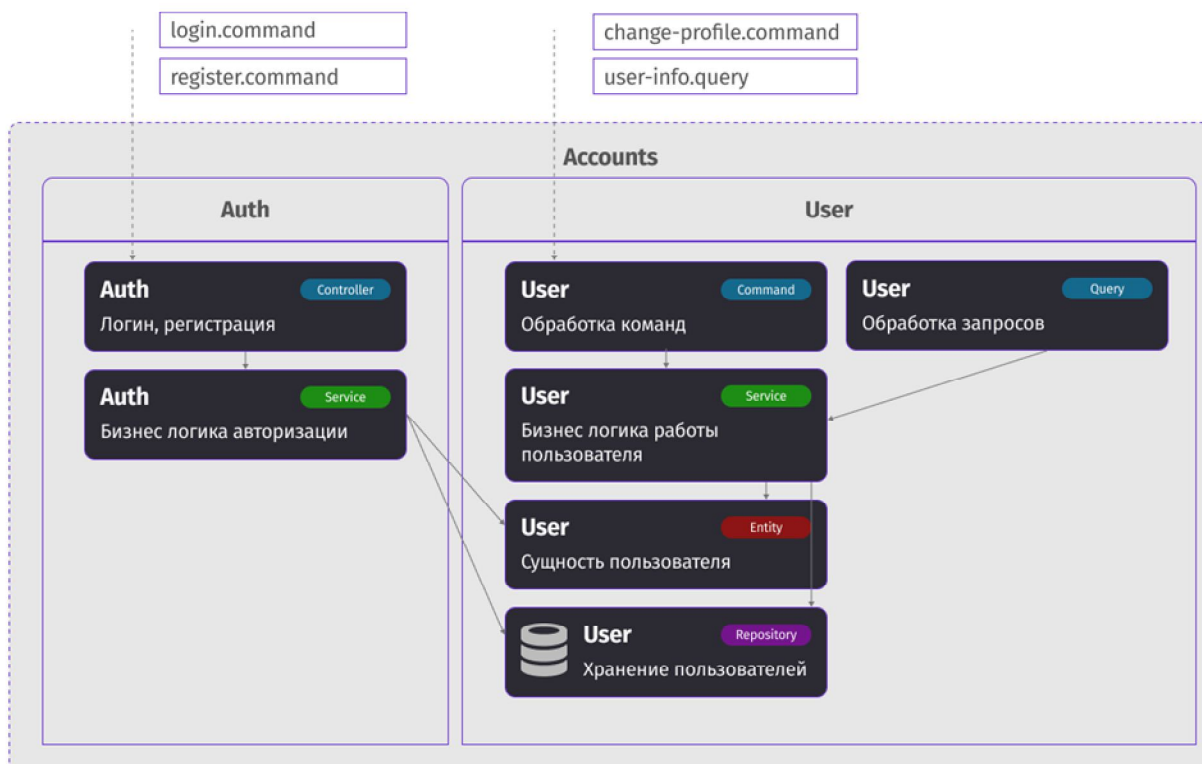 login.command
register.command
change-profile.command
user-info.query
Accounts
Auth
User
Auth
Controller
Логин, регистрация
Auth
Service
Бизнес логика авторизации
User
Command
Обработка команд
User
Query
Обработка запросов
User
Service
Бизнес логика работы
пользователя
User
Entity
Сущность пользователя
User
Repository
Хранение пользователей